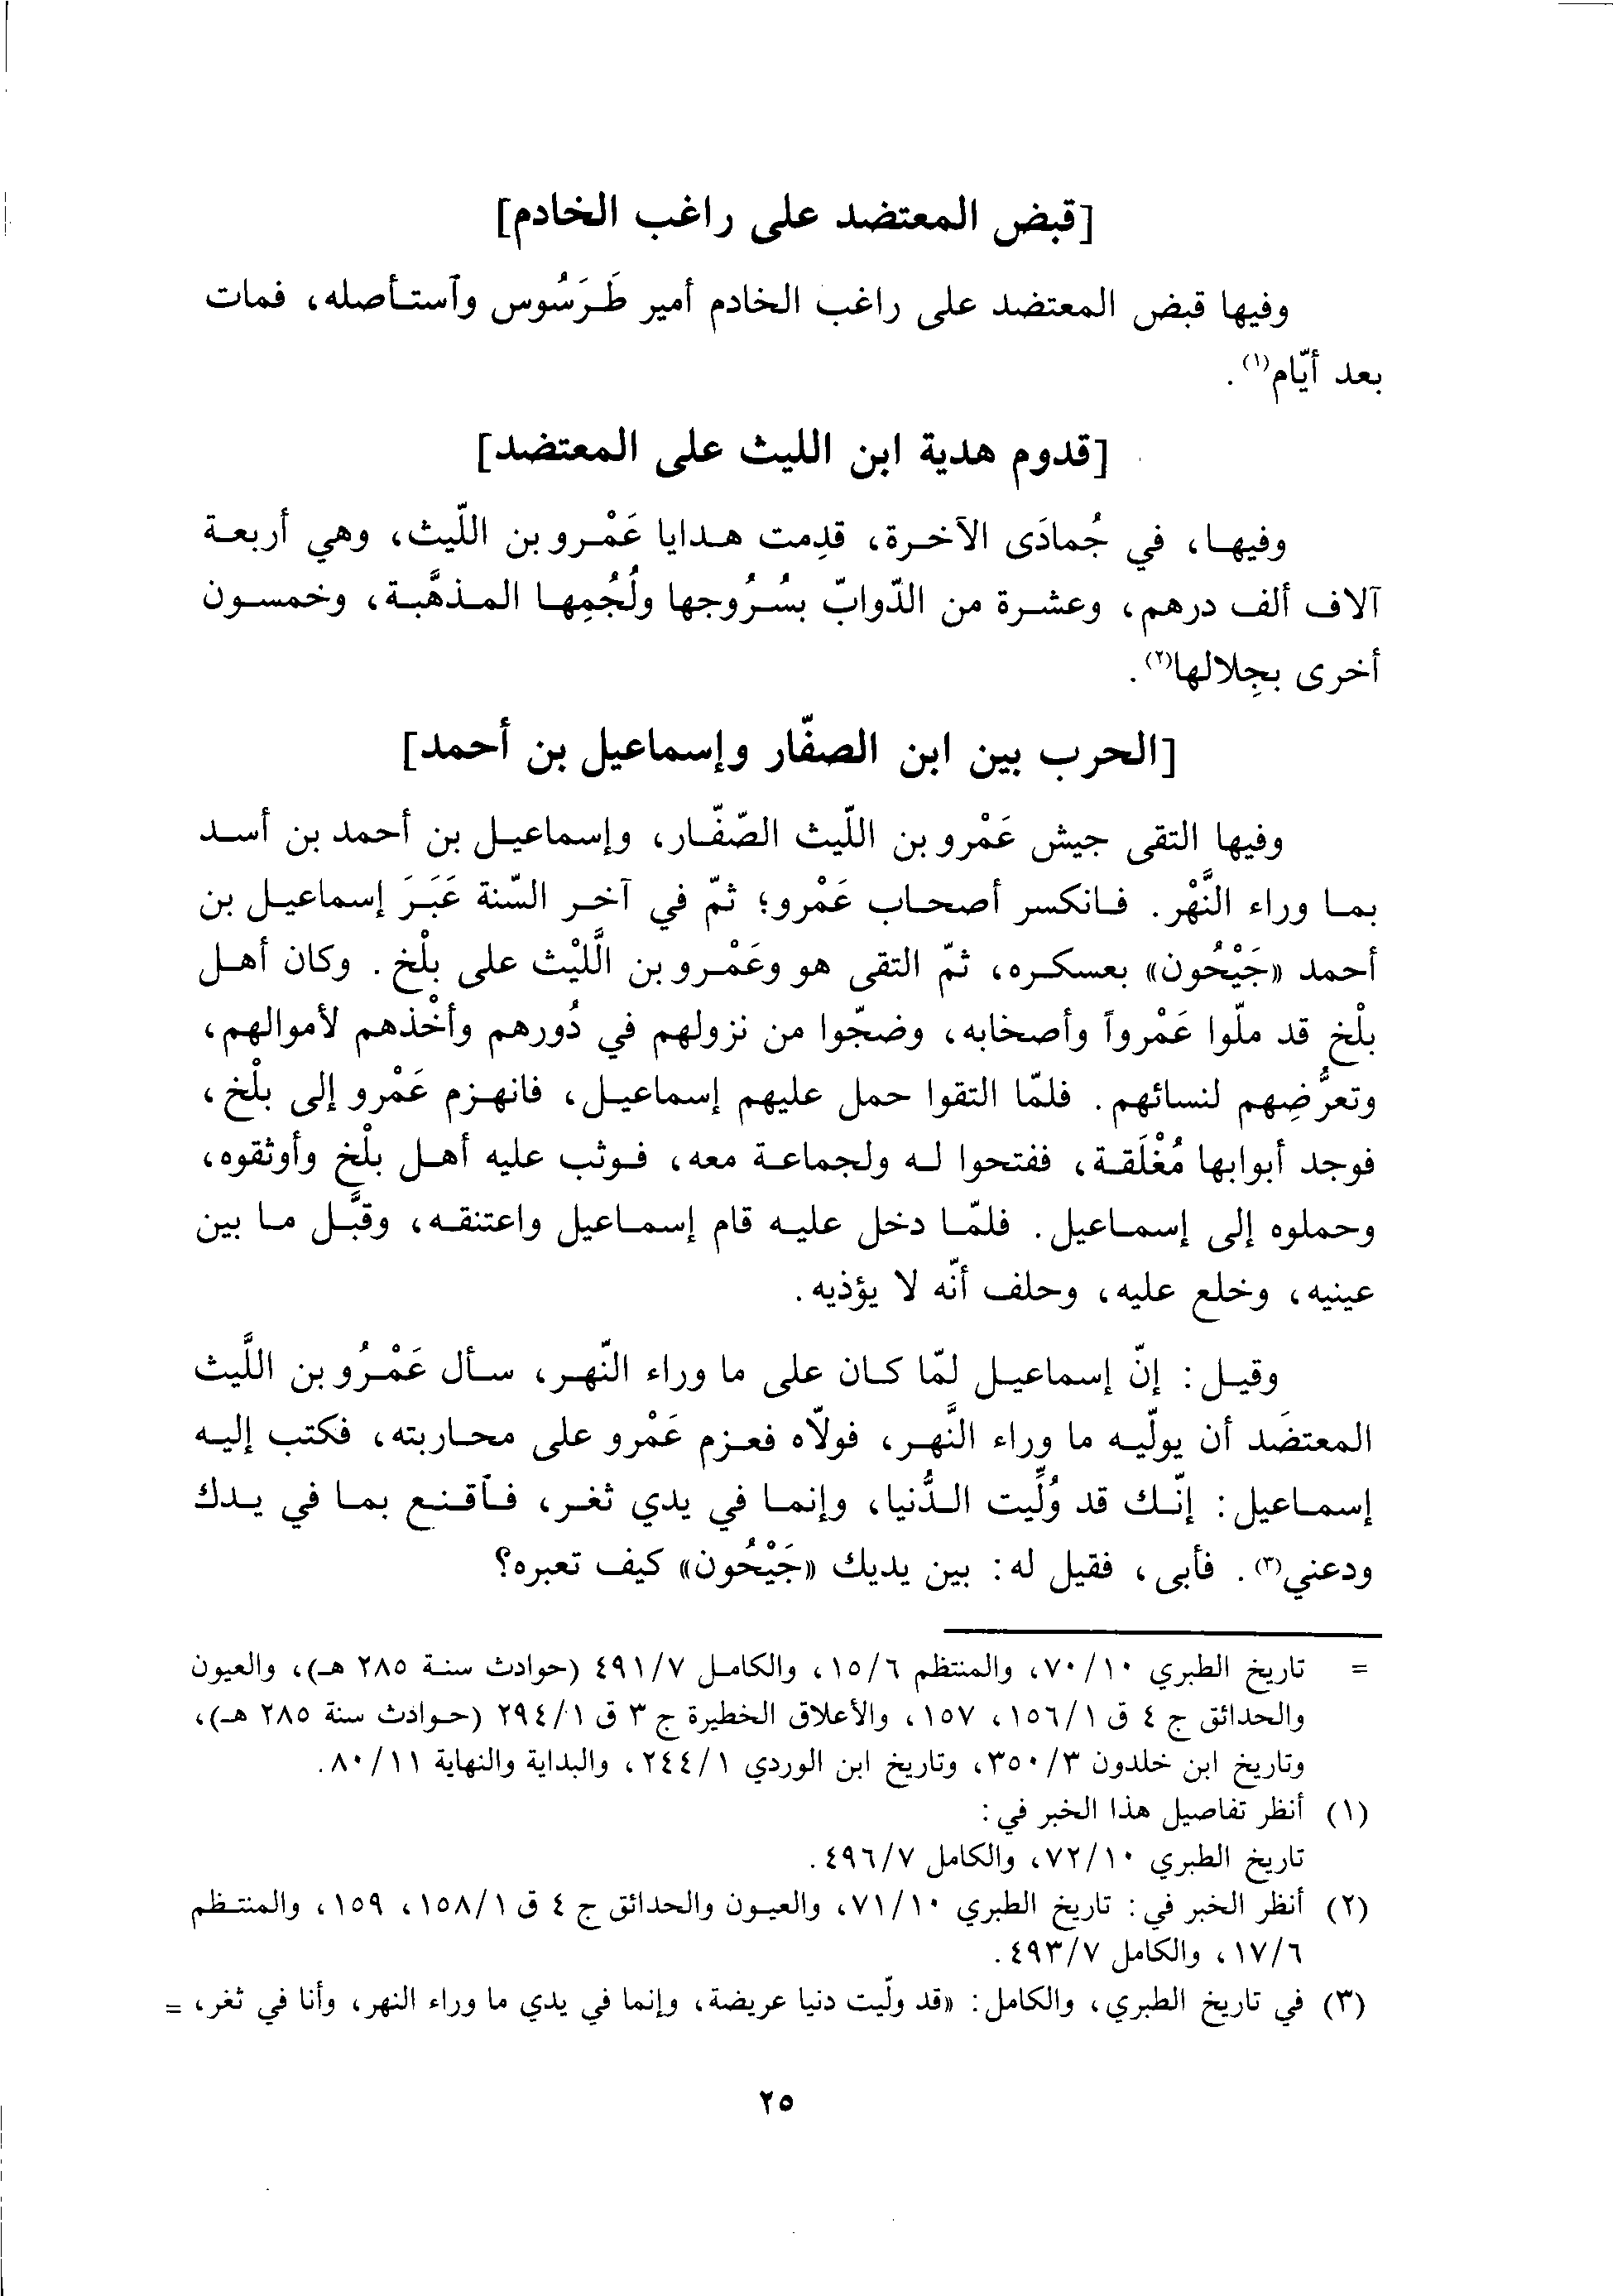 [قبض المعتضد على راغب الخادم]
وفيها قبض المعتضد على راغب الخادم أمير طَرَسُوس وآستأصله، فمات
بعد أيّام(١).
[قدوم هدية ابن الليث على المعتضد]
وفيها، في جُمادَى الآخرة، قدِمت هدايا عَمْرو بن اللّيث، وهي أربعة
آلاف ألف درهم، وعشرة من الدّوابّ بسُرُوجها ولُجُمِها المذهَّبة، وخمسون
أخرى بجِلالها(٢).
[الحرب بين ابن الصفّار وإسماعيل بن أحمد]
وفيها التقى جيش عَمْرو بن اللّيث الصّفّار، وإسماعيل بن أحمد بن أسد
بما وراء النَّهْر. فانكسر أصحاب عَمْرو؛ ثمّ في آخر السّنة عَبَرَ إسماعيل بن
أحمد «جَيْحُون» بعسكره، ثمّ التقى هو وعَمْرو بن الَّليْث على بلْخ. وكان أهل
بلْخ قد ملّوا عَمْرواً وأصخابه، وضجّوا من نزولهم في دُورهم وأخْذهم لأموالهم،
وتعرُّضِهم لنسائهم. فلمّا التقوا حمل عليهم إسماعيل، فانهزم عَمْرو إلى بلْخ،
فوجد أبوابها مُغْلَقة، ففتحوا له ولجماعة معه، فوثب عليه أهل بلْخ وأوثقوه،
وحملوه إلى إسماعيل. فلمّا دخل عليه قام إسماعيل واعتنقه، وقبَّل ما بين
عينيه، وخلع عليه، وحلف أنّه لا يؤذيه.
وقيل: إنّ إسماعيل لمّا كان على ما وراء النّهر، سأل عَمْرُو بن اللَّيث
المعتضَد أن يولّيه ما وراء النَّهر، فولّاه فعزم عَمْرو على محاربته، فكتب إليه
إسماعيل: إنّك قد وُلِّيت الدُّنيا، وإنما في يدي ثغر، فآقنع بما في يدك
ودعني(٣). فأبى، فقيل له: بين يديك «جَيْحُون» كيف تعبره؟
= تاريخ الطبري ٧٠/١٠، والمنتظم ١٥/٦، والكامل ٤٩١/٧ (حوادث سنة ٢٨٥ هـ)، والعيون
والحدائق ج ٤ ق ١٥٦/١، ١٥٧، والأعلاق الخطيرة ج ٣ ق ٢٩٤/١ (حوادث سنة ٢٨٥ هـ)،
وتاريخ ابن خلدون ٣٥٠/٣، وتاريخ ابن الوردي ٢٤٤/١، والبداية والنهاية ٨٠/١١.
(١) أنظر تفاصيل هذا الخبر في:
تاريخ الطبري ٧٢/١٠، والكامل ٤٩٦/٧.
(٢) أنظر الخبر في: تاريخ الطبري ٧١/١٠، والعيون والحدائق ج ٤ ق ١٥٨/١، ١٥٩، والمنتظم
١٧/٦، والكامل ٤٩٣/٧.
(٣) في تاريخ الطبري، والكامل: «قد ولّيت دنيا عريضة، وإنما في يدي ما وراء النهر، وأنا في ثغر، =
٢٥